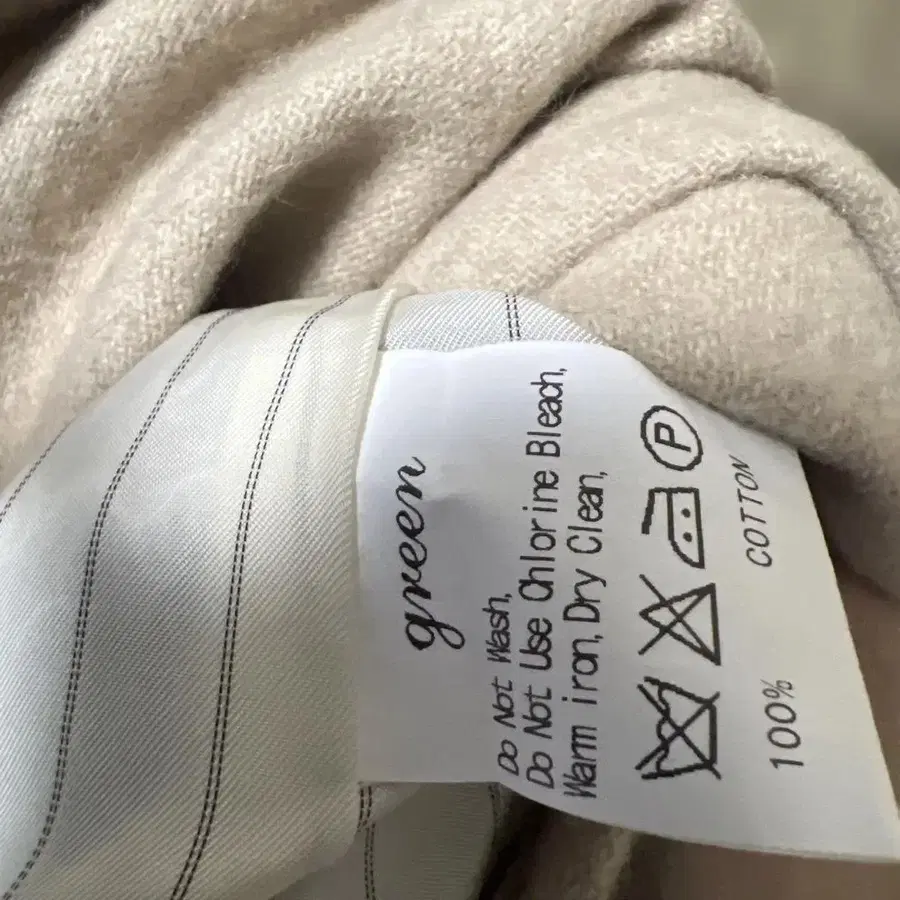 green
Do Not Wash,
Do Not Use Chlorine Bleach,
Warm iron, Dry Clean,
P
100% COTTON